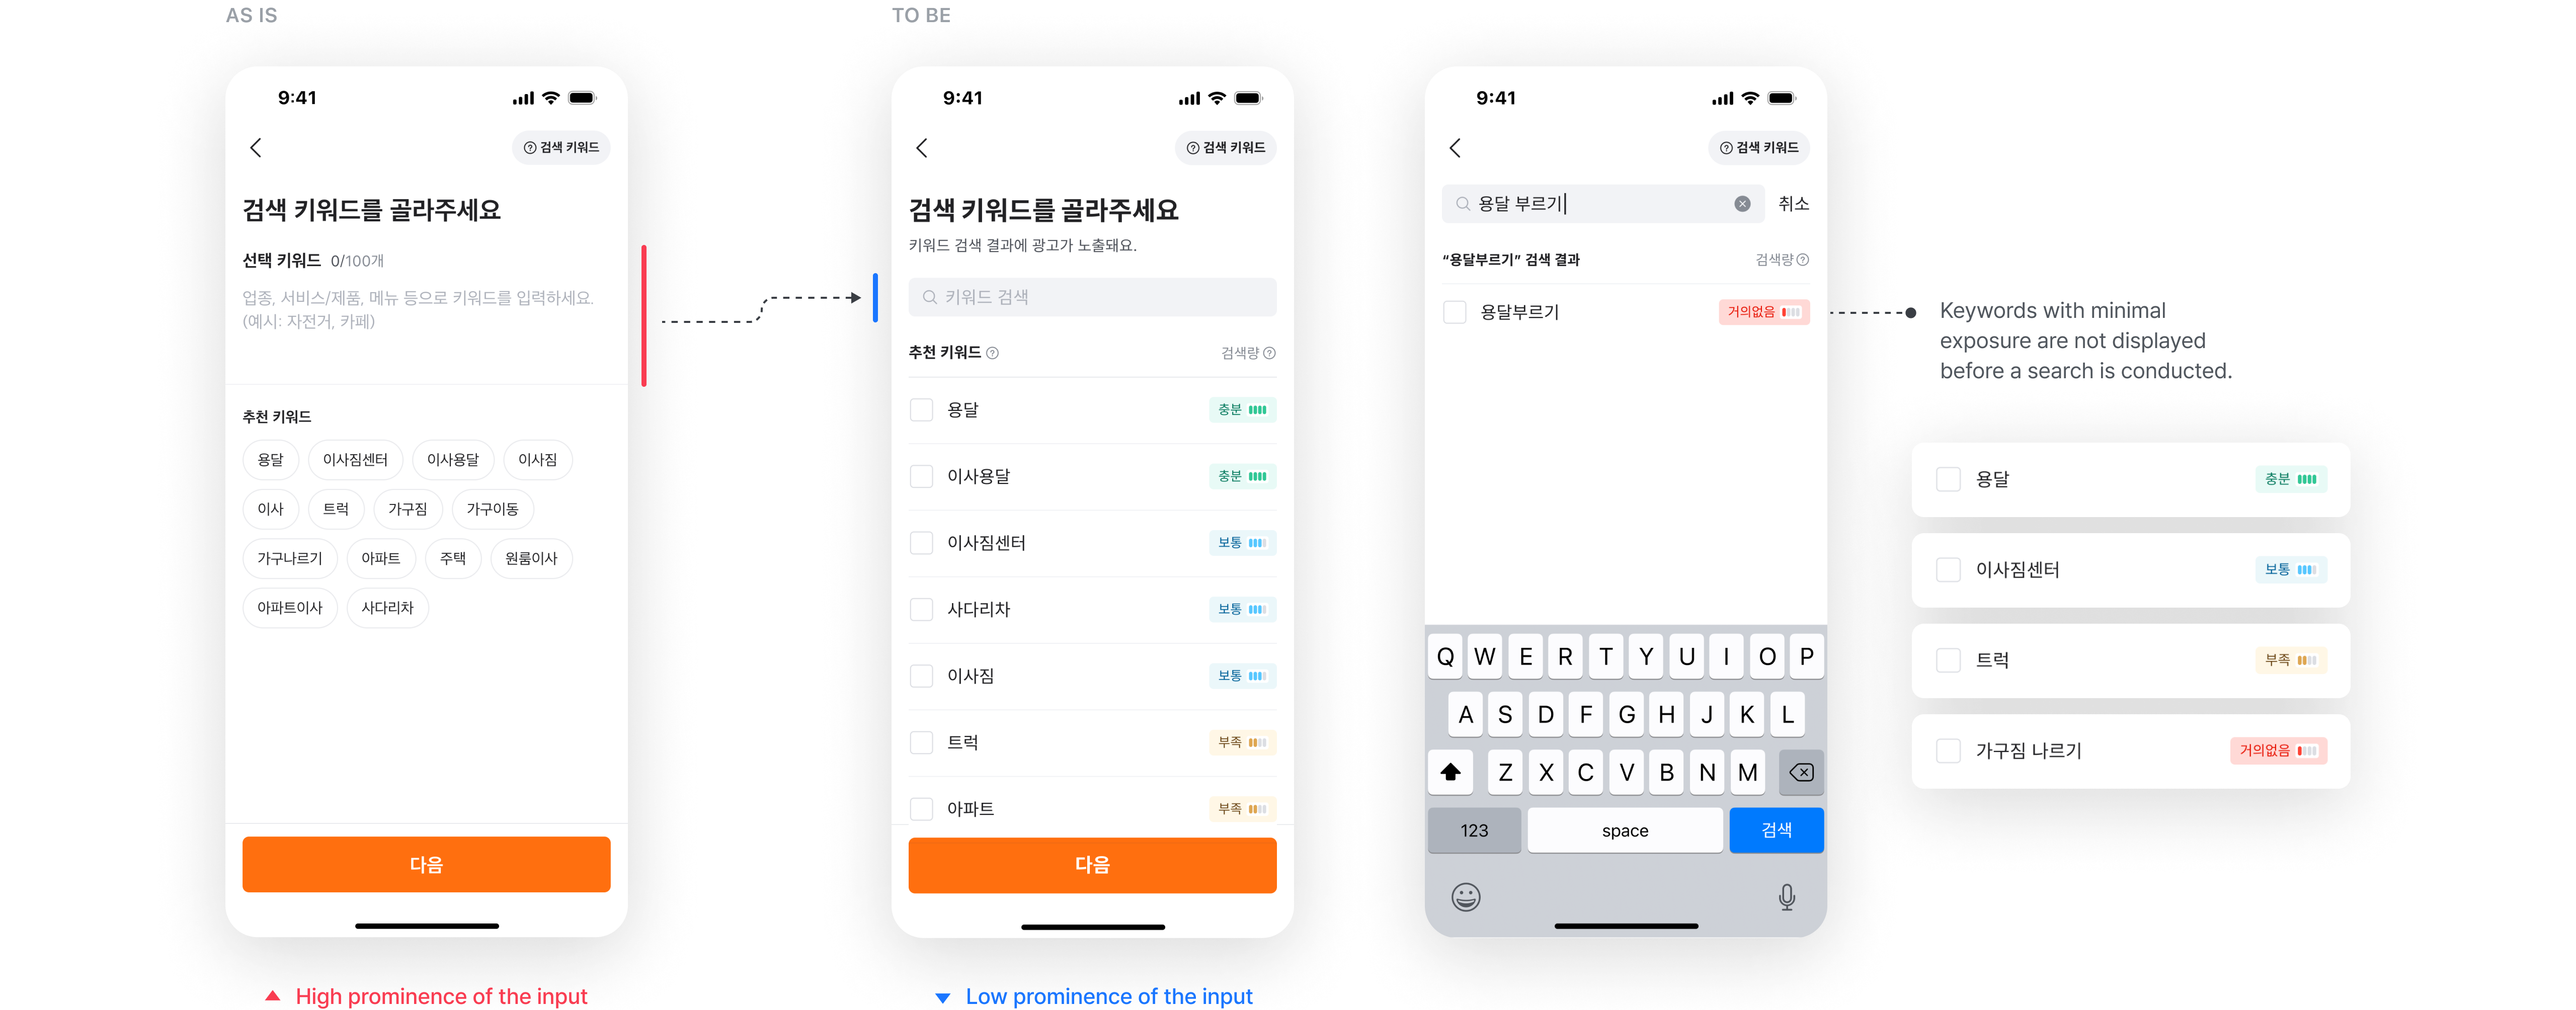 AS IS
9:41
검색 키워드
검색 키워드를 골라주세요
선택 키워드 0/100개
업종, 서비스/제품, 메뉴 등으로 키워드를 입력하세요.
(예시: 자전거, 카페)
추천 키워드
용달 이사짐센터 이사용달 이사짐
이사 트럭 가구짐 가구이동
가구나르기 아파트 주택 원룸이사
아파트이사 사다리차
다음
High prominence of the input
TO BE
9:41
검색 키워드
검색 키워드를 골라주세요
키워드 검색 결과에 광고가 노출돼요.
키워드 검색
추천 키워드 검색량
용달 충분
이사용달 충분
이사짐센터 보통
사다리차 보통
이사짐 보통
트럭 부족
아파트 부족
다음
Low prominence of the input
9:41
검색 키워드
용달 부르기 취소
“용달부르기” 검색 결과 검색량
용달부르기 거의없음
Q W E R T Y U I O P
A S D F G H J K L
Z X C V B N M
123 space 검색
Keywords with minimal
exposure are not displayed
before a search is conducted.
용달 충분
이사짐센터 보통
트럭 부족
가구짐 나르기 거의없음